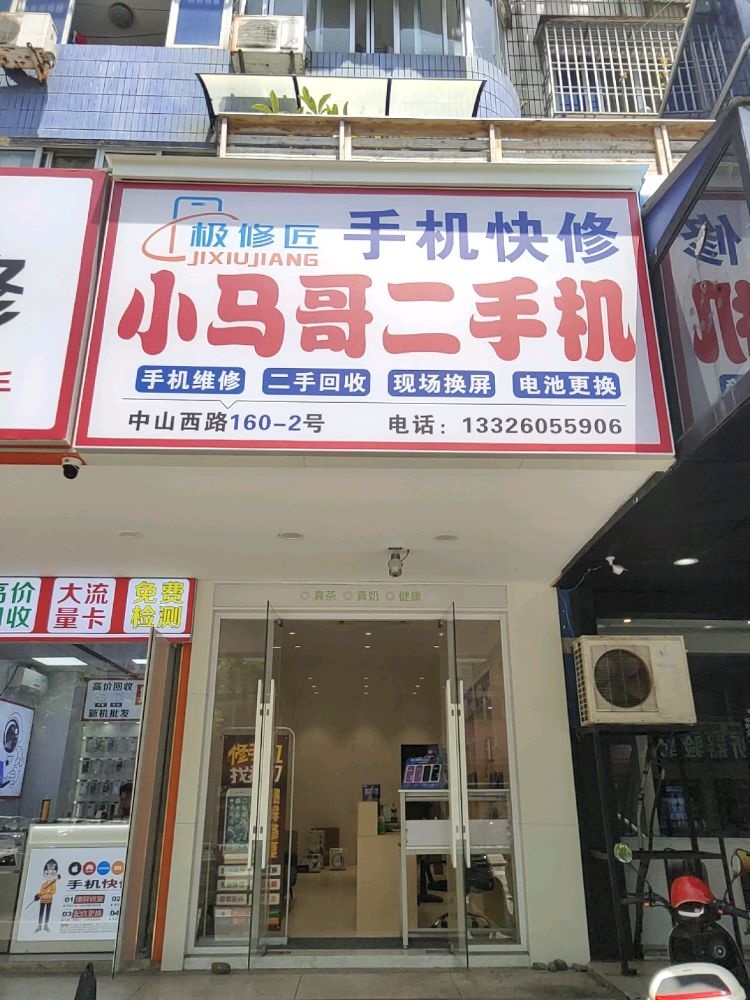 极修匠
JIXIUJIANG
手机快修
小马哥二手机
手机维修 二手回收 现场换屏 电池更换
中山西路160-2号 电话：13326055906
真茶 真奶 健康
高价回收
大流量卡
免费检测
高价回收
新机批发
手机快修